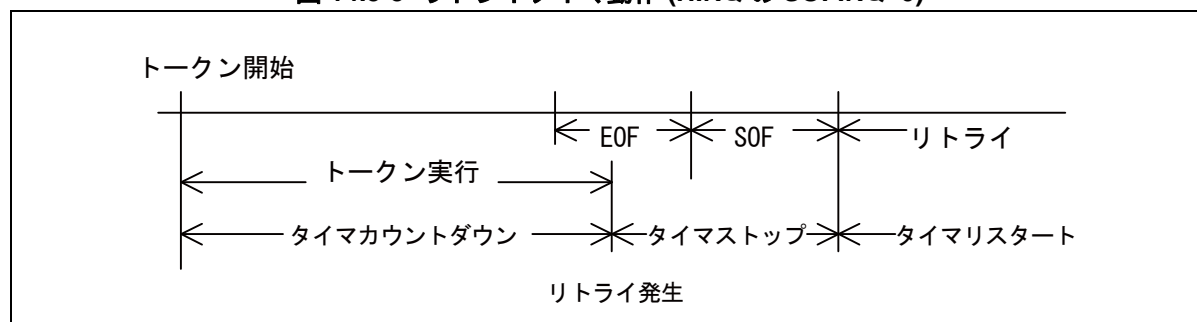 トークン開始
EOF
SOF
リトライ
トークン実行
タイマカウントダウン
タイマストップ
タイマリスタート
リトライ発生